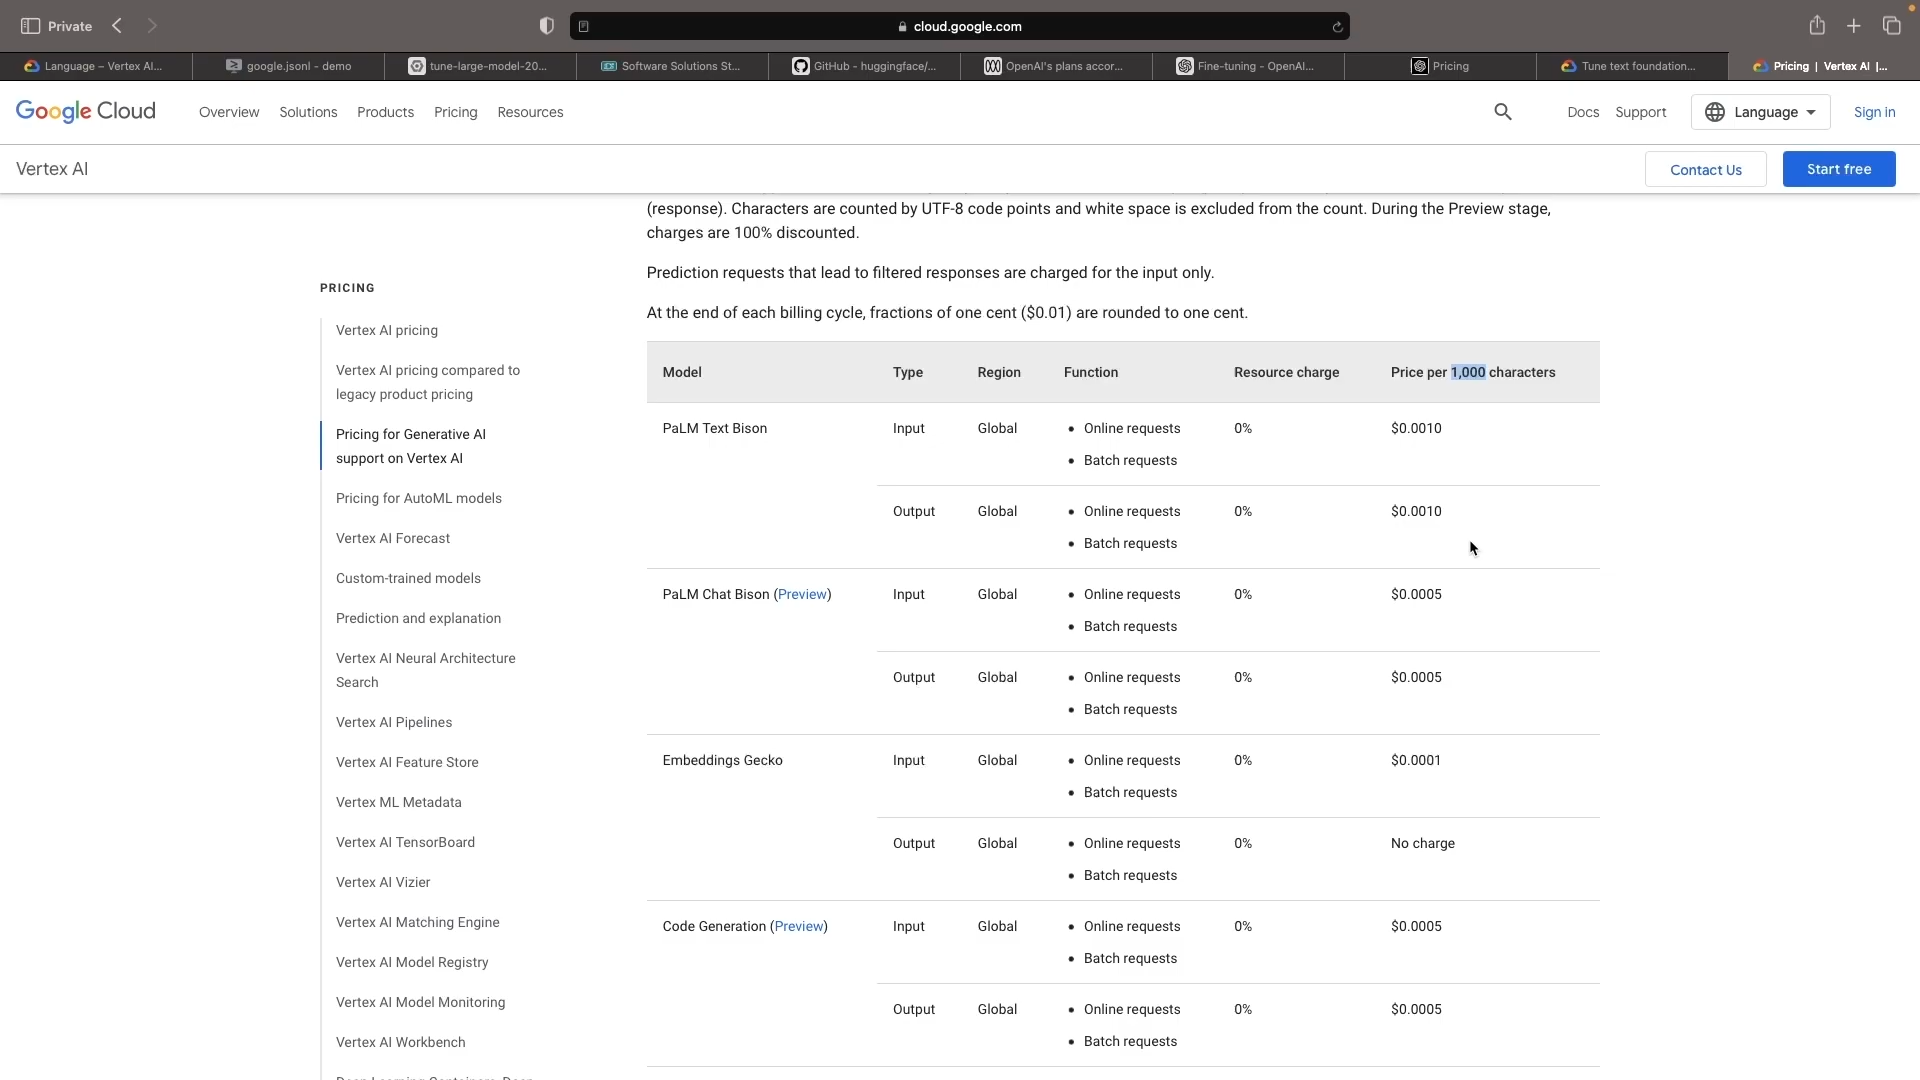 Private
cloud.google.com
Language – Vertex AI...
google.jsonl - demo
tune-large-model-20...
Software Solutions St...
GitHub - huggingface/...
OpenAI's plans accor...
Fine-tuning - OpenAI...
Pricing
Tune text foundation...
Pricing | Vertex AI |...
Google Cloud
Overview
Solutions
Products
Pricing
Resources
Docs
Support
Language
Sign in
Vertex AI
Contact Us
Start free
PRICING
Vertex AI pricing
Vertex AI pricing compared to
legacy product pricing
Pricing for Generative AI
support on Vertex AI
Pricing for AutoML models
Vertex AI Forecast
Custom-trained models
Prediction and explanation
Vertex AI Neural Architecture
Search
Vertex AI Pipelines
Vertex AI Feature Store
Vertex ML Metadata
Vertex AI TensorBoard
Vertex AI Vizier
Vertex AI Matching Engine
Vertex AI Model Registry
Vertex AI Model Monitoring
Vertex AI Workbench
(response). Characters are counted by UTF-8 code points and white space is excluded from the count. During the Preview stage,
charges are 100% discounted.
Prediction requests that lead to filtered responses are charged for the input only.
At the end of each billing cycle, fractions of one cent ($0.01) are rounded to one cent.
Model Type Region Function Resource charge Price per 1,000 characters
PaLM Text Bison Input Global • Online requests 0% $0.0010
• Batch requests
Output Global • Online requests 0% $0.0010
• Batch requests
PaLM Chat Bison (Preview) Input Global • Online requests 0% $0.0005
• Batch requests
Output Global • Online requests 0% $0.0005
• Batch requests
Embeddings Gecko Input Global • Online requests 0% $0.0001
• Batch requests
Output Global • Online requests 0% No charge
• Batch requests
Code Generation (Preview) Input Global • Online requests 0% $0.0005
• Batch requests
Output Global • Online requests 0% $0.0005
• Batch requests